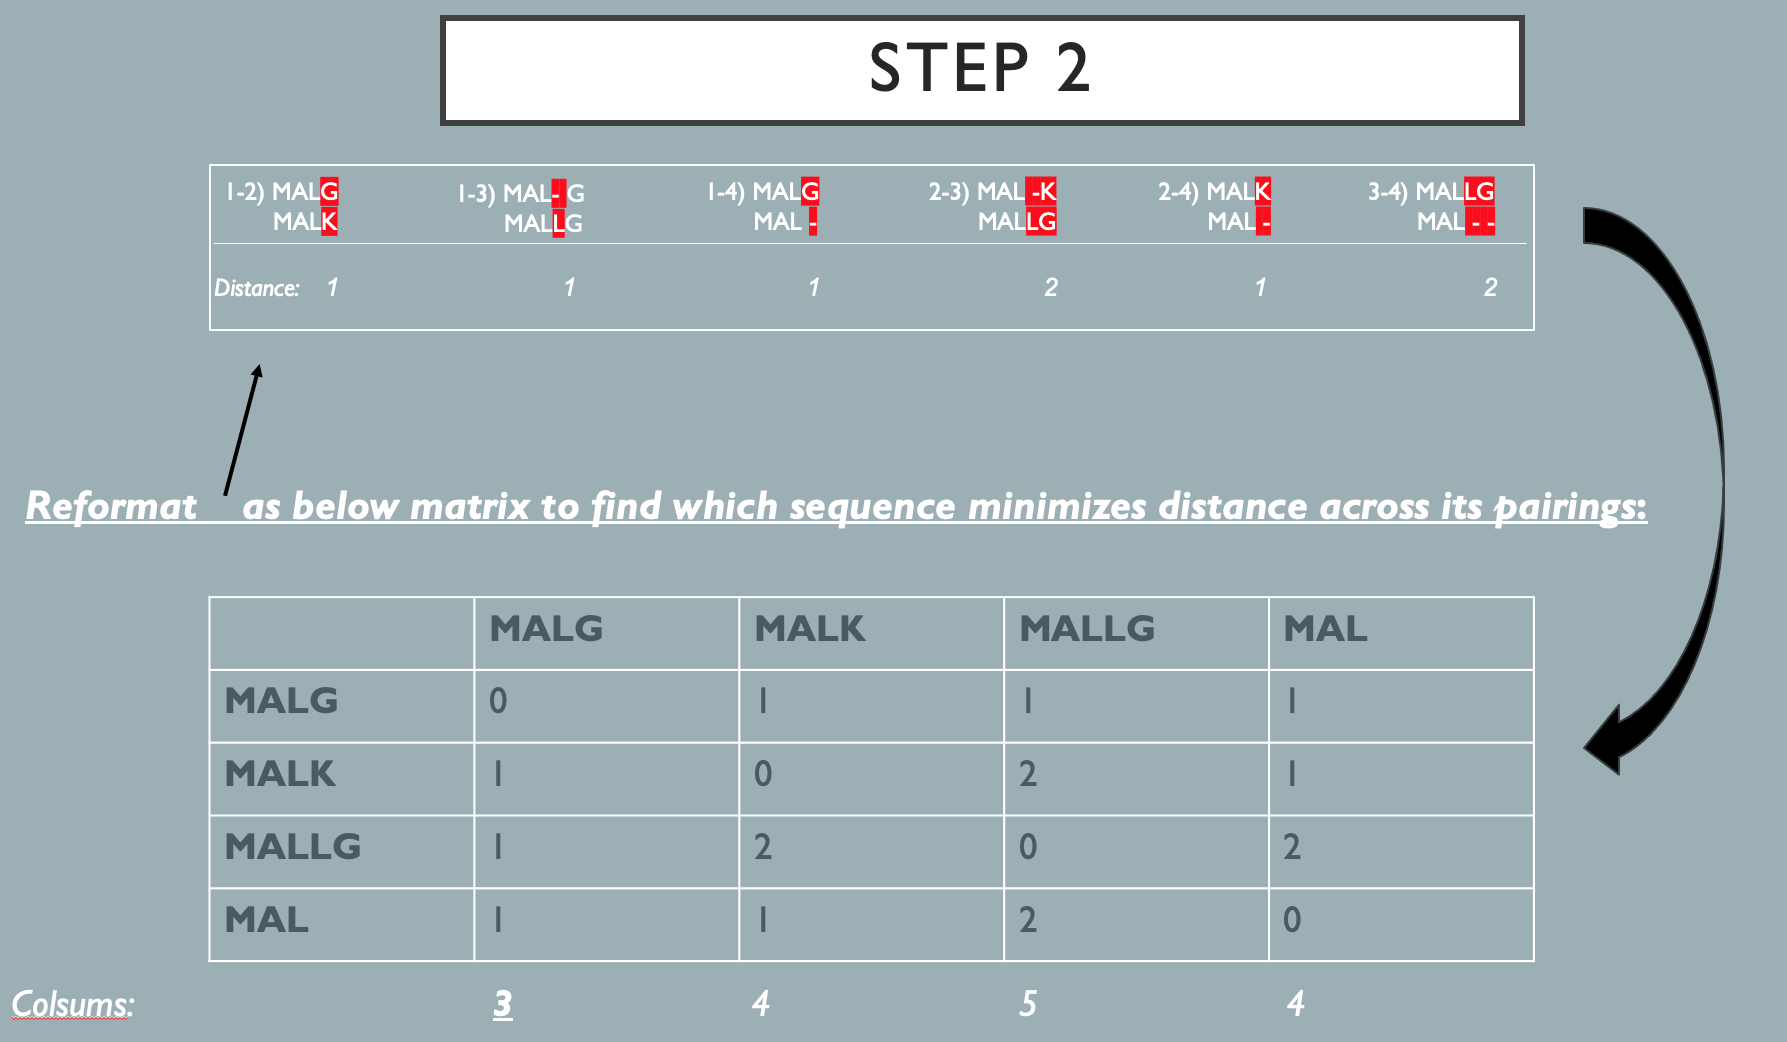 STEP 2
1-2) MALG 1-3) MAL- G 1-4) MALG 2-3) MAL -K 2-4) MALK 3-4) MALLG
MALK MALLG MAL - MALLG MAL - MAL - -
Distance: 1 1 1 2 1 2
Reformat as below matrix to find which sequence minimizes distance across its pairings:
MALG MALK MALLG MAL
MALG 0 1 1 1
MALK 1 0 2 1
MALLG 1 2 0 2
MAL 1 1 2 0
Colsums: 3 4 5 4